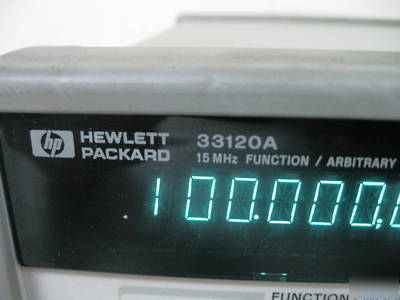 hp HEWLETT PACKARD 33120A
15 MHz FUNCTION / ARBITRARY
100.000,
FUNCTION